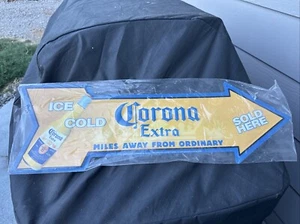 ICE
COLD
Corona
Extra
MILES AWAY FROM ORDINARY
SOLD
HERE